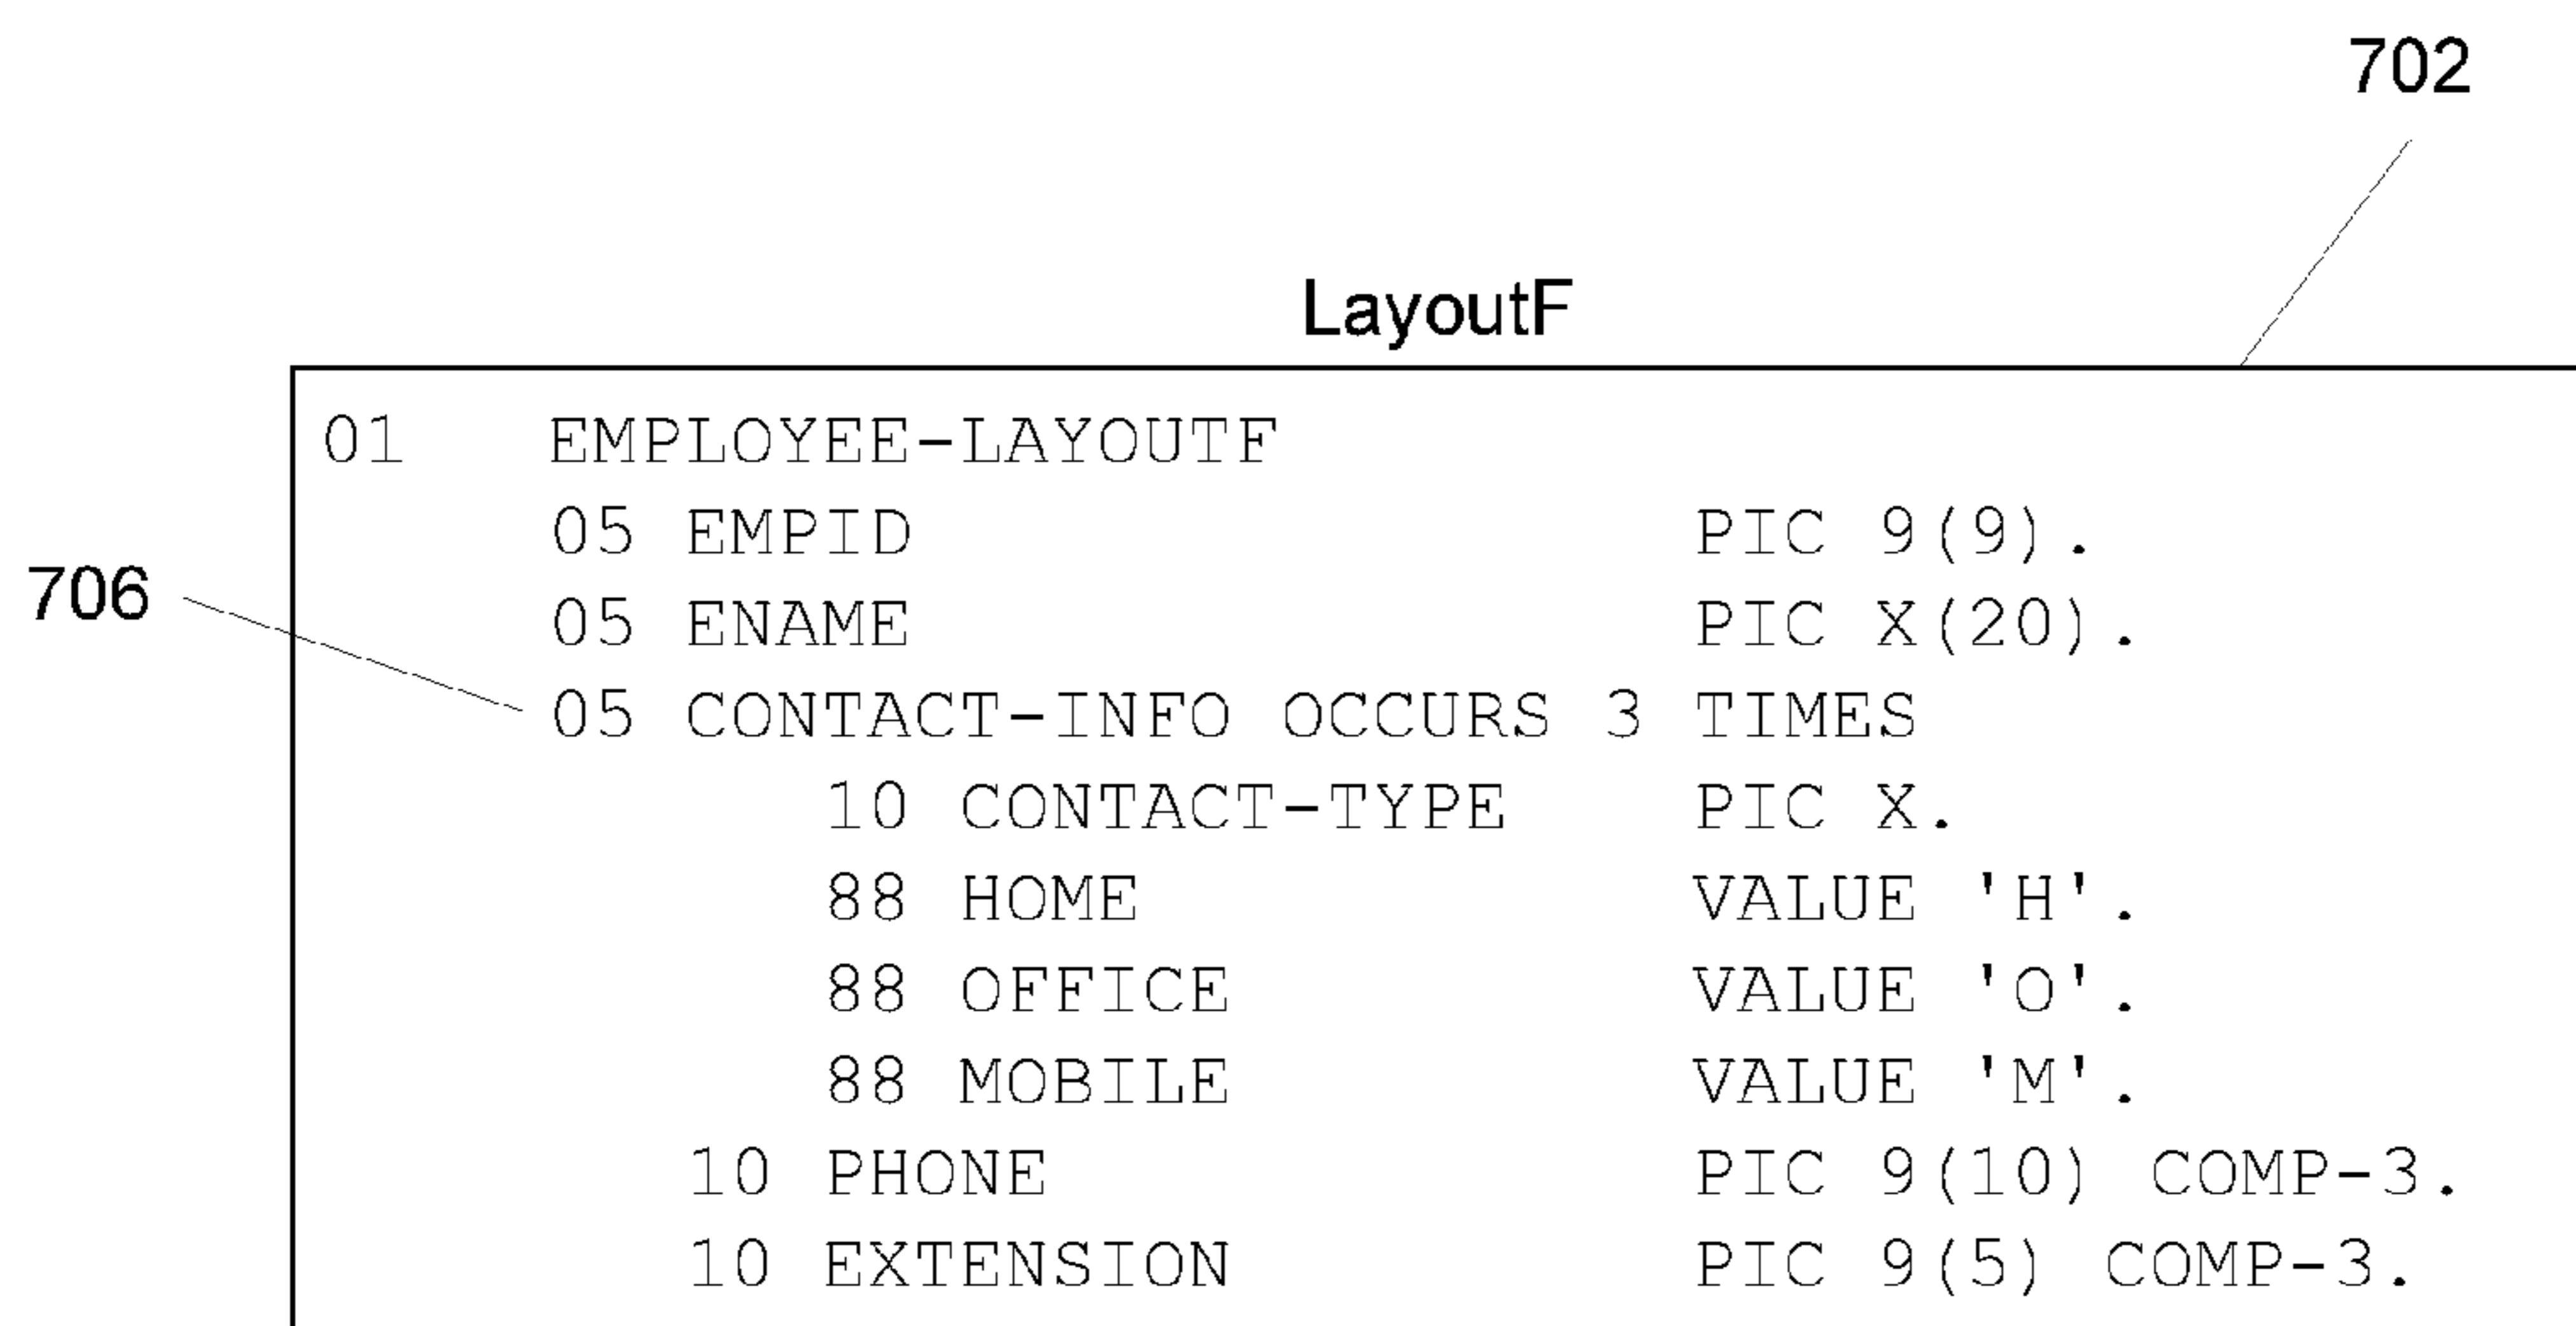 702
LayoutF
01 EMPLOYEE-LAYOUTF
05 EMPID PIC 9(9).
05 ENAME PIC X(20).
706
05 CONTACT-INFO OCCURS 3 TIMES
10 CONTACT-TYPE PIC X.
88 HOME VALUE 'H'.
88 OFFICE VALUE 'O'.
88 MOBILE VALUE 'M'.
10 PHONE PIC 9(10) COMP-3.
10 EXTENSION PIC 9(5) COMP-3.